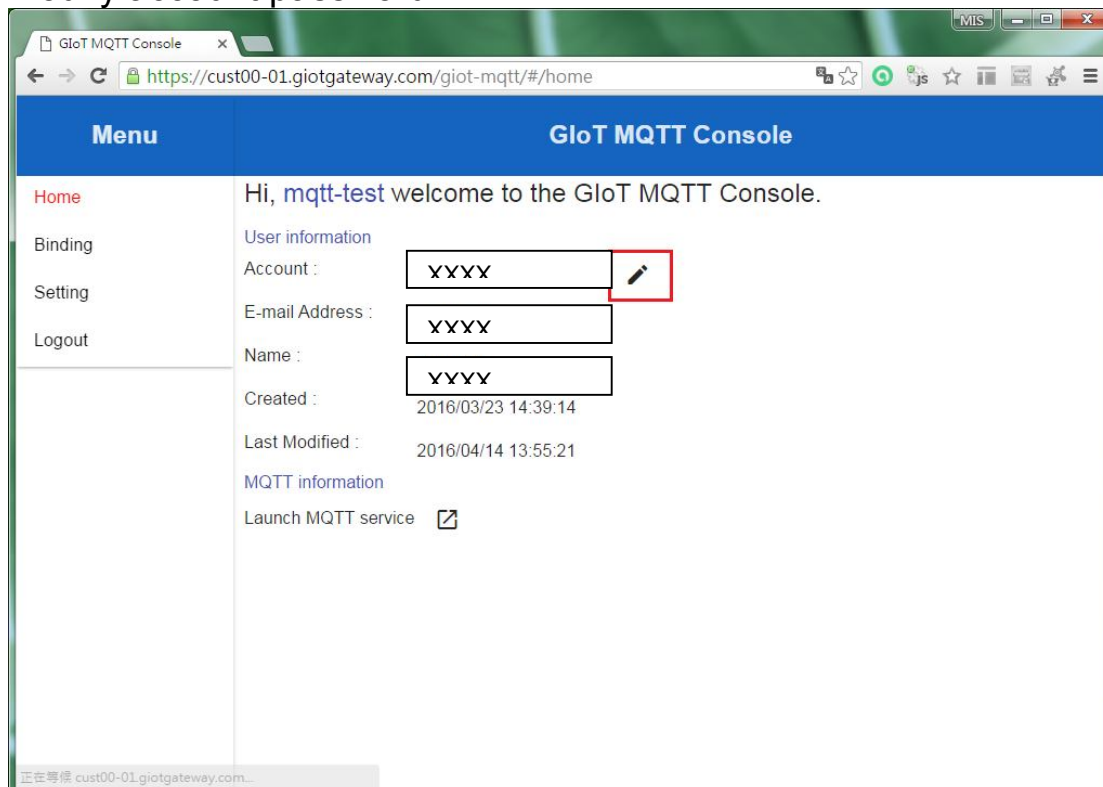 MIS
GIoT MQTT Console
https://cust00-01.giotgateway.com/giot-mqtt/#/home
js
Menu
GIoT MQTT Console
Home
Hi, mqtt-test welcome to the GIoT MQTT Console.
User information
Binding
Account :
XXXX
Setting
E-mail Address :
XXXX
Logout
Name :
XXXX
Created :
2016/03/23 14:39:14
Last Modified :
2016/04/14 13:55:21
MQTT information
Launch MQTT service
正在等候 cust00-01.giotgateway.com...